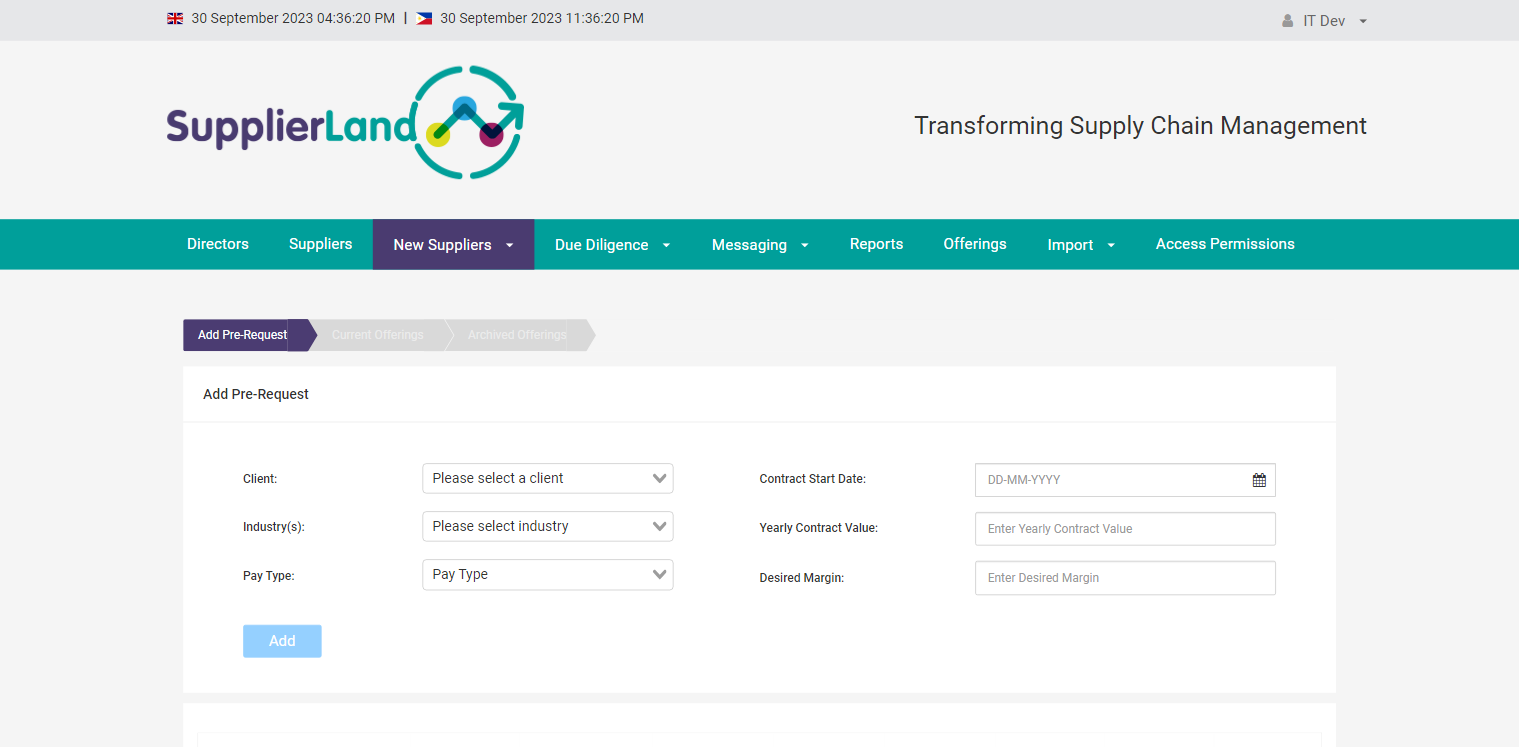 30 September 2023 04:36:20 PM | 30 September 2023 11:36:20 PM
IT Dev
SupplierLand
Transforming Supply Chain Management
Directors Suppliers New Suppliers Due Diligence Messaging Reports Offerings Import Access Permissions
Add Pre-Request Current Offerings Archived Offerings
Add Pre-Request
Client: Please select a client Contract Start Date: DD-MM-YYYY
Industry(s): Please select industry Yearly Contract Value: Enter Yearly Contract Value
Pay Type: Pay Type Desired Margin: Enter Desired Margin
Add